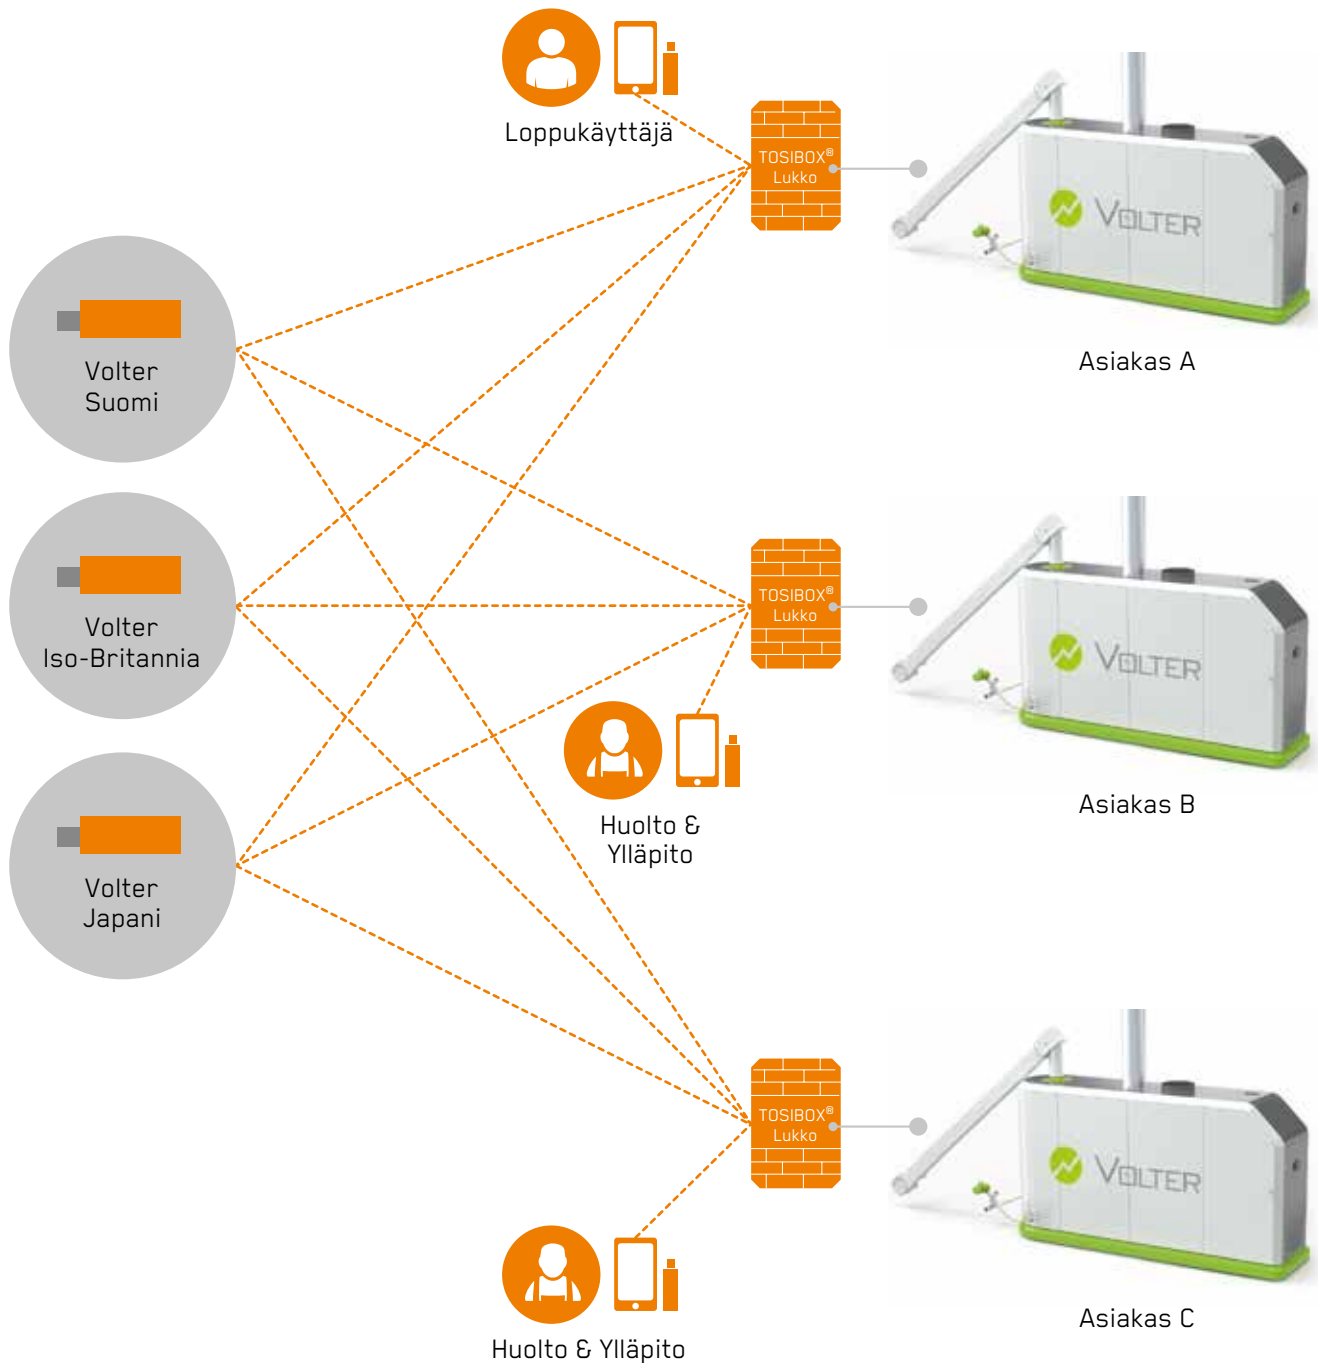 Loppukäyttäjä
TOSIBOX®
Lukko
VOLTER
Asiakas A
Volter
Suomi
Volter
Iso-Britannia
TOSIBOX®
Lukko
VOLTER
Asiakas B
Huolto &
Ylläpito
Volter
Japani
TOSIBOX®
Lukko
VOLTER
Asiakas C
Huolto & Ylläpito